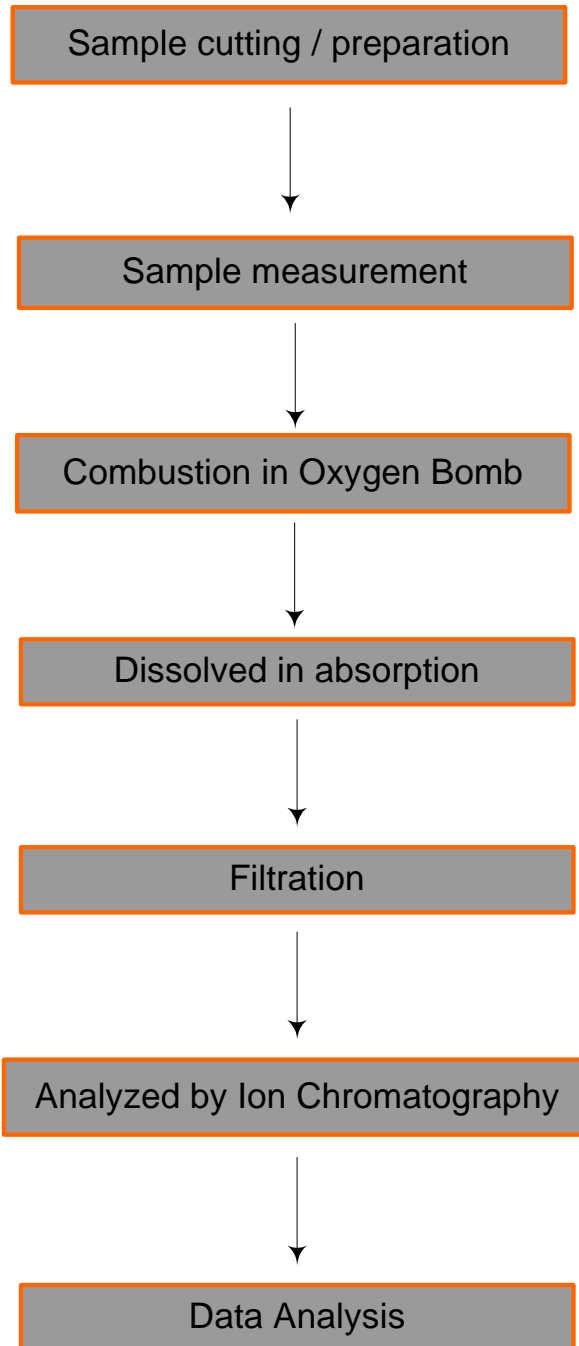 Sample cutting / preparation
Sample measurement
Combustion in Oxygen Bomb
Dissolved in absorption
Filtration
Analyzed by Ion Chromatography
Data Analysis